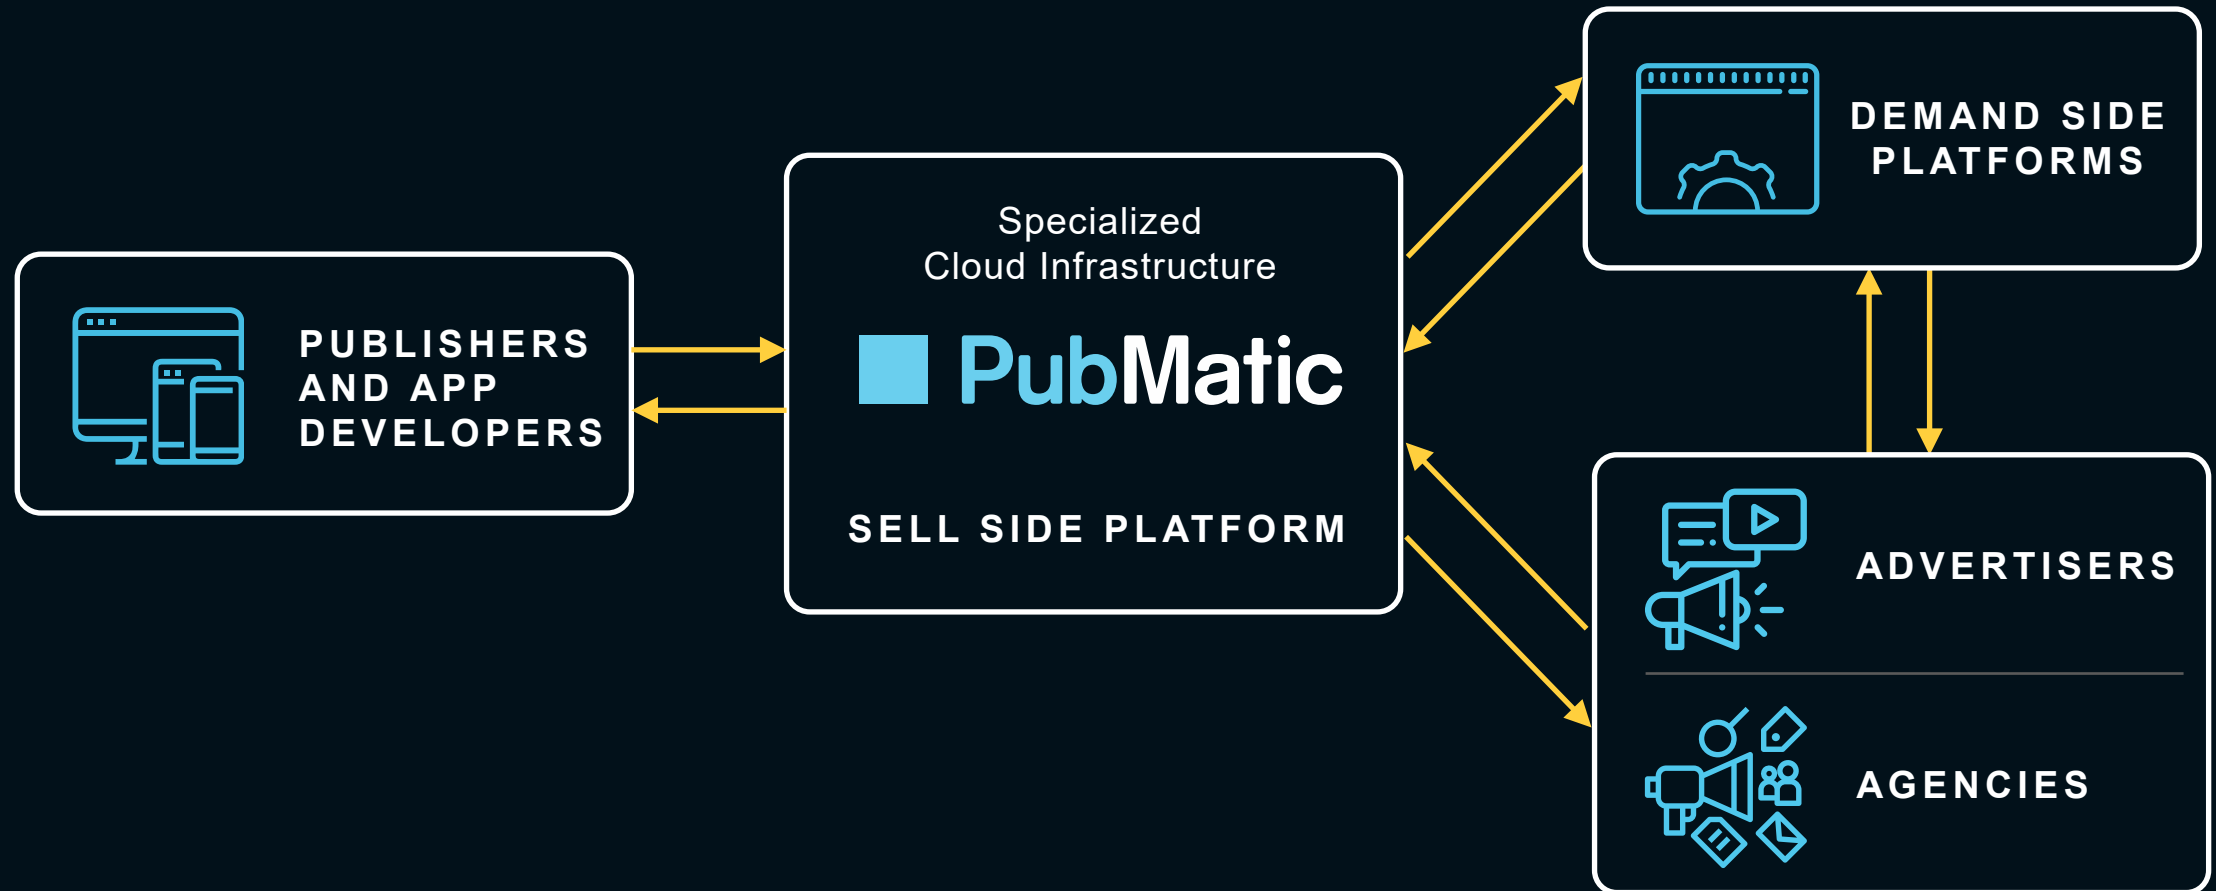 PUBLISHERS
AND APP
DEVELOPERS
Specialized
Cloud Infrastructure
PubMatic
SELL SIDE PLATFORM
DEMAND SIDE
PLATFORMS
ADVERTISERS
AGENCIES